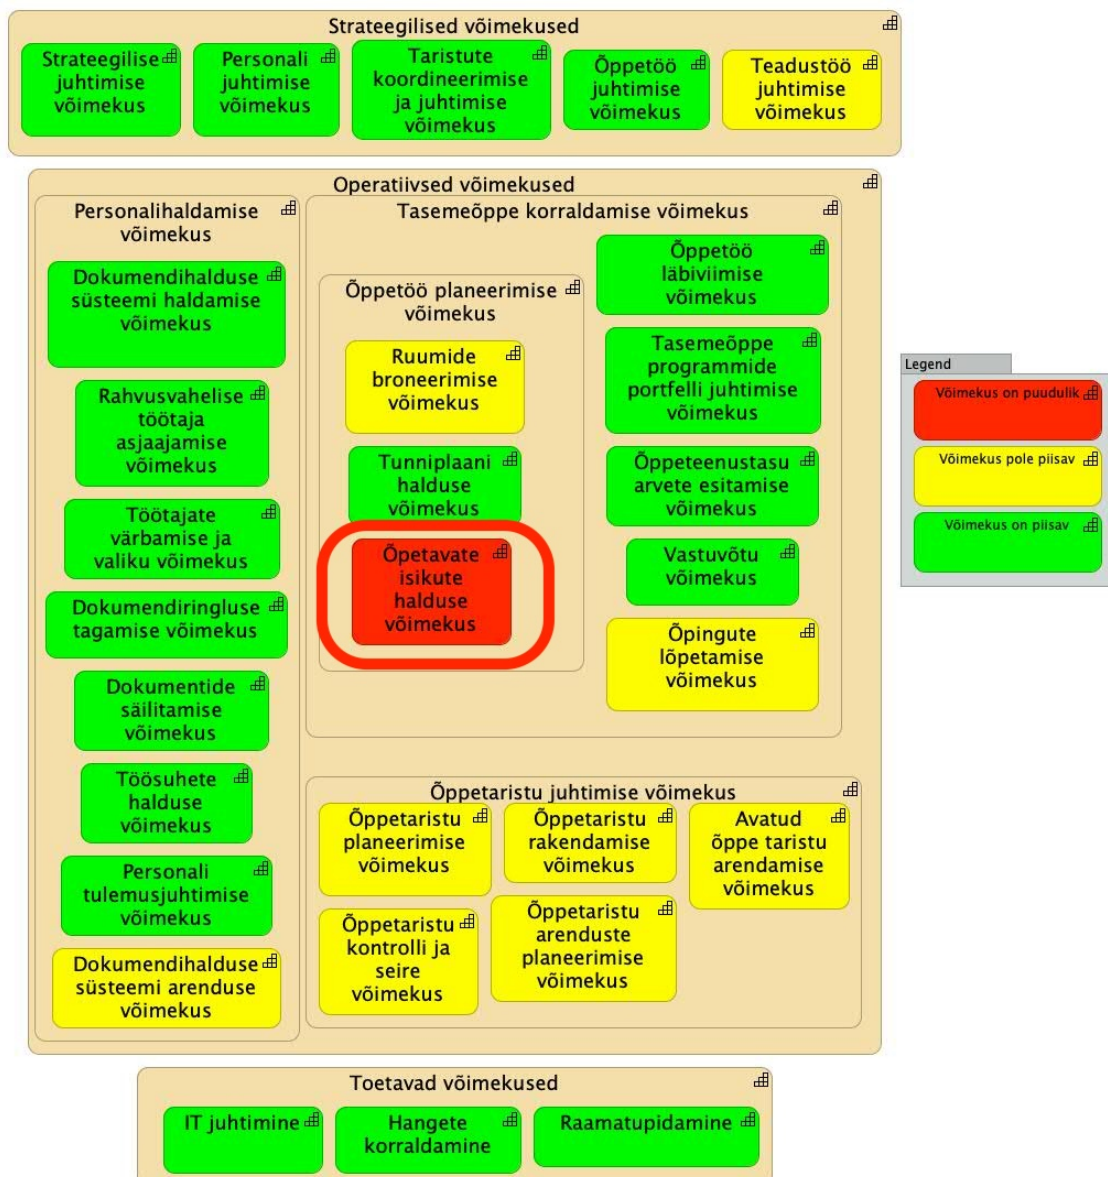 Strateegilised võimekused
Strateegilise
juhtimise
võimekus
Personali
juhtimise
võimekus
Taristute
koordineerimise
ja juhtimise
võimekus
Õppetöö
juhtimise
võimekus
Teadustöö
juhtimise
võimekus
Operatiivsed võimekused
Personalihaldamise
võimekus
Dokumendihalduse
süsteemi haldamise
võimekus
Rahvusvahelise
töötaja
asjaajamise
võimekus
Töötajate
värbamise ja
valiku võimekus
Dokumendiringluse
tagamise võimekus
Dokumentide
säilitamise
võimekus
Töösuhete
halduse
võimekus
Personali
tulemusjuhtimise
võimekus
Dokumendihalduse
süsteemi arenduse
võimekus
Tasemeõppe korraldamise võimekus
Õppetöö planeerimise
võimekus
Ruumide
broneerimise
võimekus
Tunniplaani
halduse
võimekus
Õpetavate
isikute
halduse
võimekus
Õppetöö
läbiviimise
võimekus
Tasemeõppe
programmide
portfelli juhtimise
võimekus
Õppeteenustasu
arvete esitamise
võimekus
Vastuvõtu
võimekus
Õpingute
lõpetamise
võimekus
Õppetaristu juhtimise võimekus
Õppetaristu
planeerimise
võimekus
Õppetaristu
rakendamise
võimekus
Avatud
õppe taristu
arendamise
võimekus
Õppetaristu
kontrolli ja
seire
võimekus
Õppetaristu
arenduste
planeerimise
võimekus
Toetavad võimekused
IT juhtimine
Hangete
korraldamine
Raamatupidamine
Legend
Võimekus on puudulik
Võimekus pole piisav
Võimekus on piisav